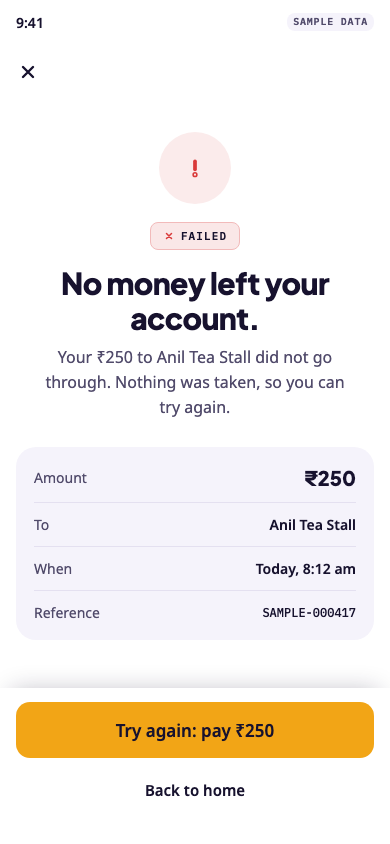 9:41
SAMPLE DATA
FAILED
No money left your
account.
Your ₹250 to Anil Tea Stall did not go
through. Nothing was taken, so you can
try again.
Amount ₹250
To Anil Tea Stall
When Today, 8:12 am
Reference SAMPLE-000417
Try again: pay ₹250
Back to home